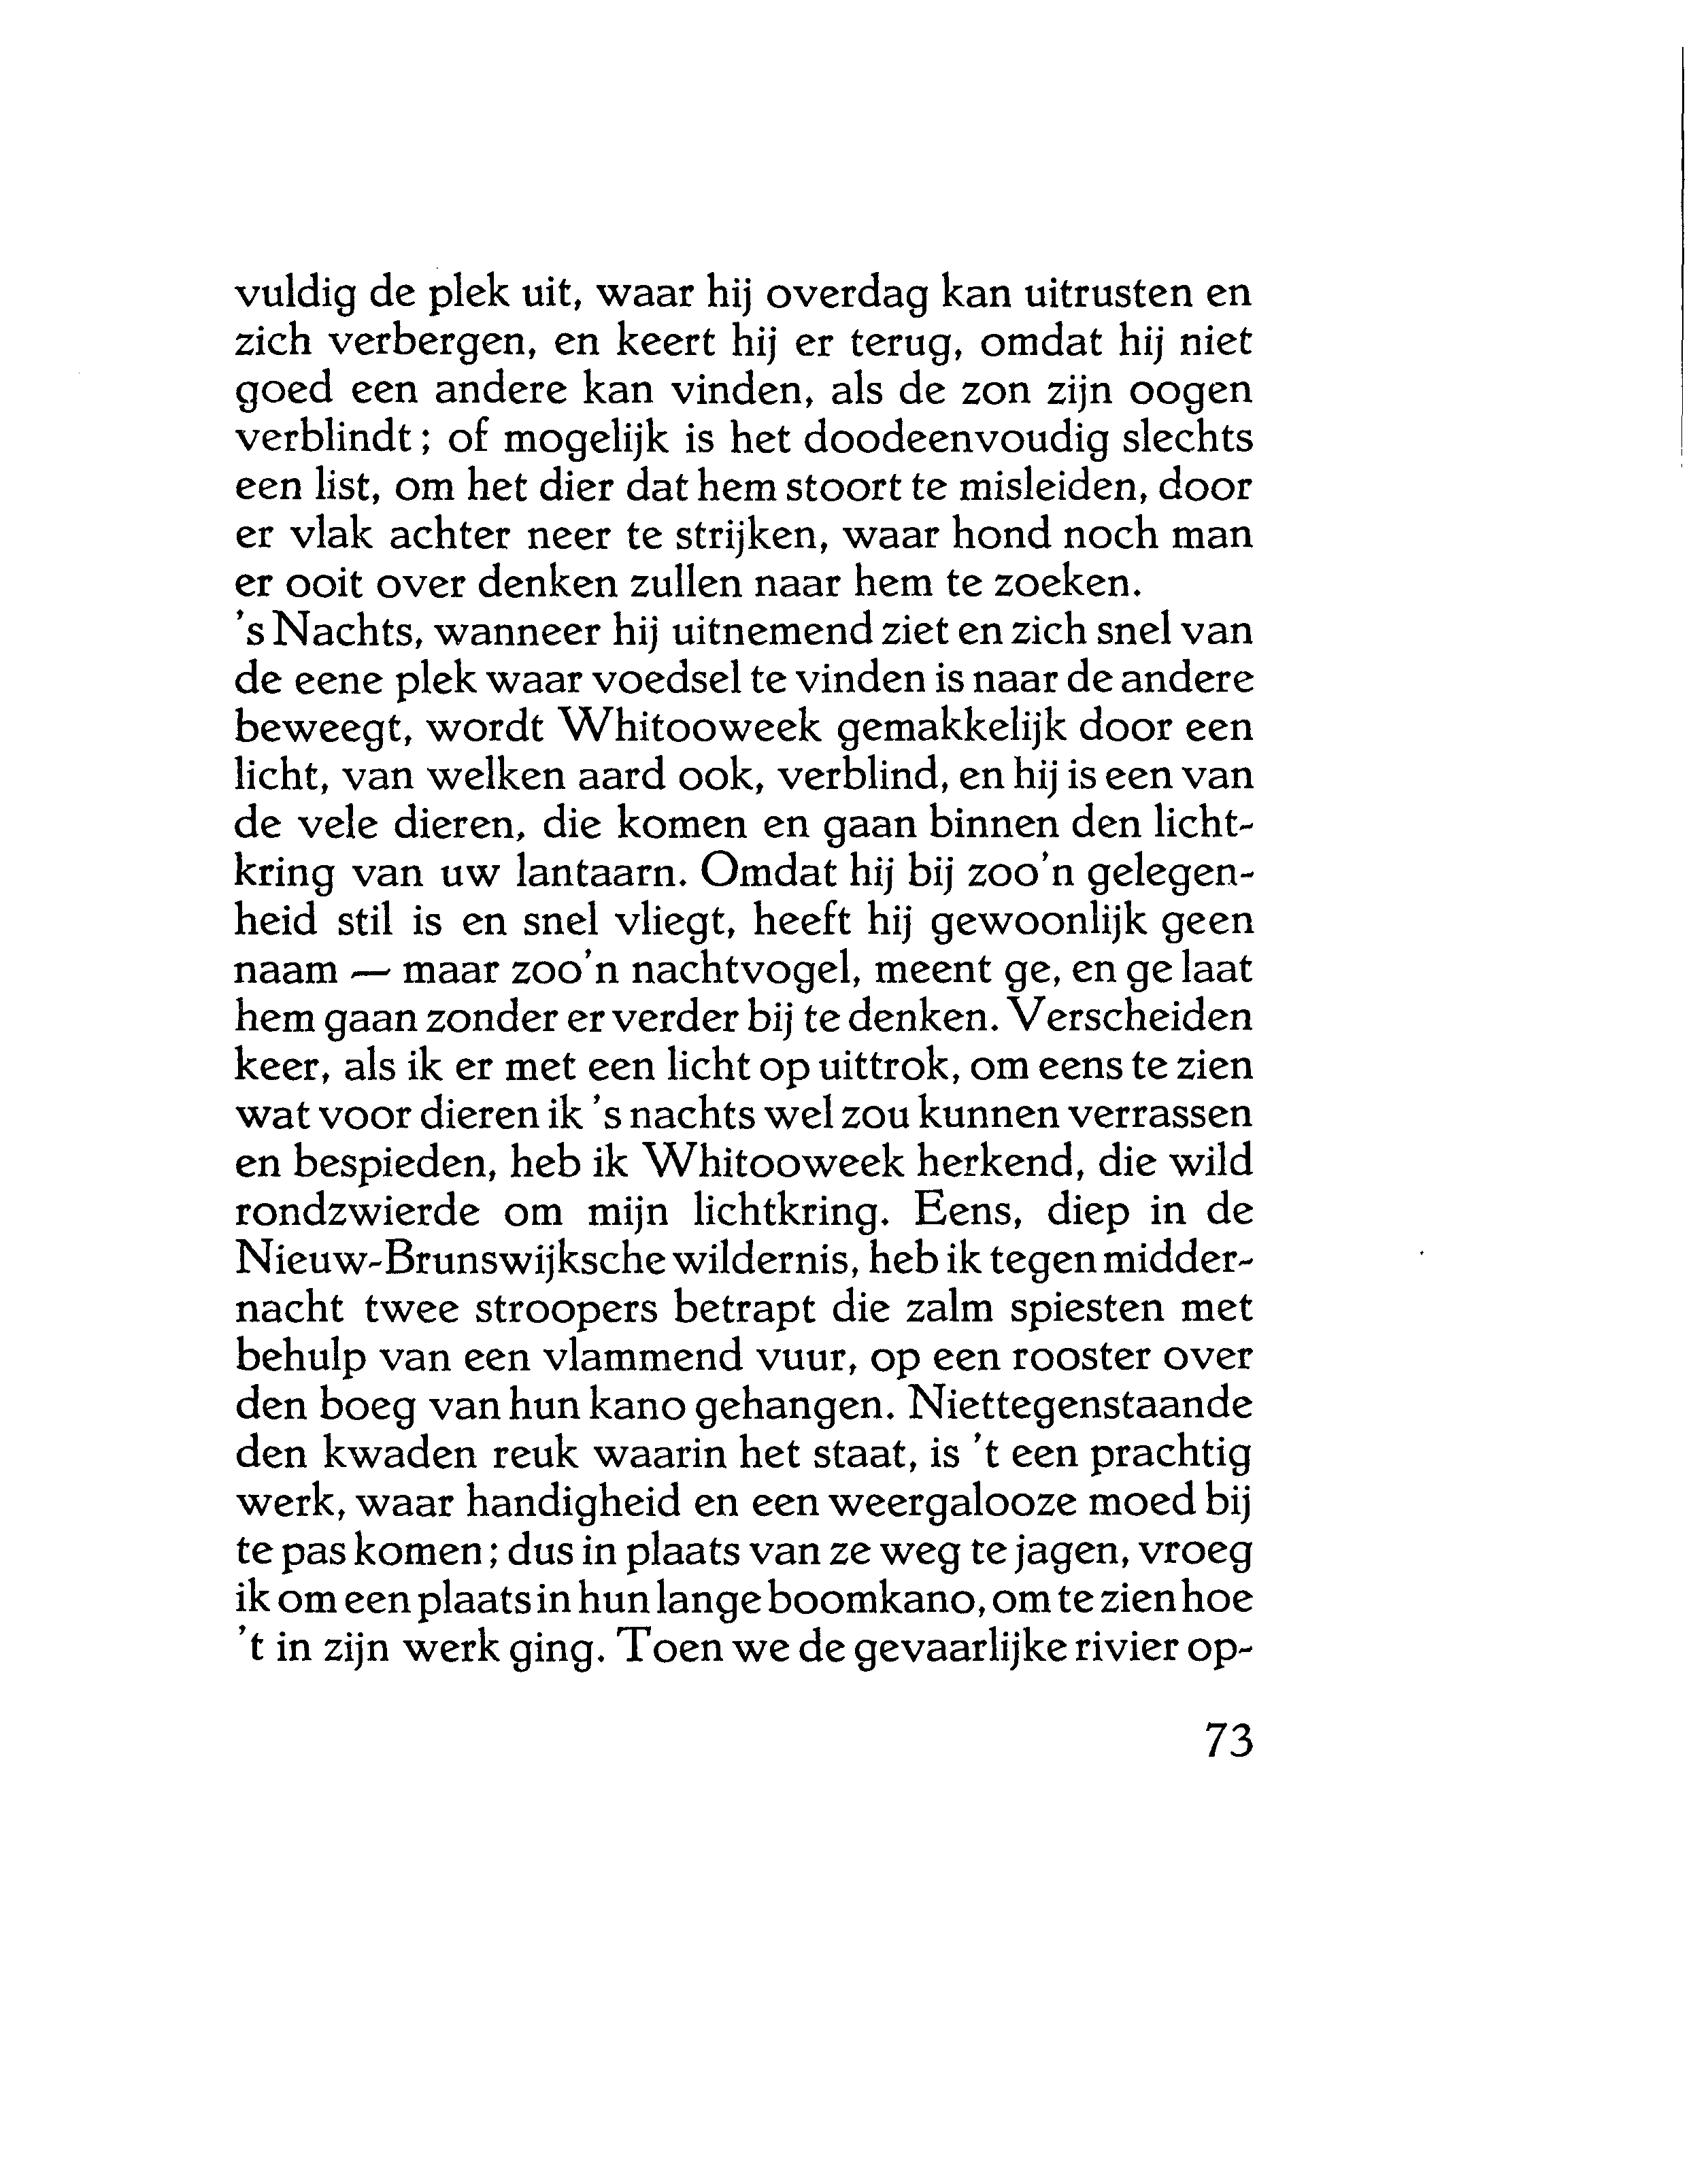 vuldig de plek uit, waar hij overdag kan uitrusten en
zich verbergen, en keert hij er terug, omdat hij niet
goed een andere kan vinden, als de zon zijn oogen
verblindt; of mogelijk is het doodeenvoudig slechts
een list, om het dier dat hem stoort te misleiden, door
er vlak achter neer te strijken, waar hond noch man
er ooit over denken zullen naar hem te zoeken.
's Nachts, wanneer hij uitnemend ziet en zich snel van
de eene plek waar voedsel te vinden is naar de andere
beweegt, wordt Whitooweek gemakkelijk door een
licht, van welken aard ook, verblind, en hij is een van
de vele dieren, die komen en gaan binnen den licht-
kring van uw lantaarn. Omdat hij bij zoo'n gelegen-
heid stil is en snel vliegt, heeft hij gewoonlijk geen
naam — maar zoo'n nachtvogel, meent ge, en ge laat
hem gaan zonder er verder bij te denken. Verscheiden
keer, als ik er met een licht op uittrok, om eens te zien
wat voor dieren ik 's nachts wel zou kunnen verrassen
en bespieden, heb ik Whitooweek herkend, die wild
rondzwierde om mijn lichtkring. Eens, diep in de
Nieuw-Brunswijksche wildernis, heb ik tegen midder-
nacht twee stroopers betrapt die zalm spiesten met
behulp van een vlammend vuur, op een rooster over
den boeg van hun kano gehangen. Niettegenstaande
den kwaden reuk waarin het staat, is 't een prachtig
werk, waar handigheid en een weergalooze moed bij
te pas komen; dus in plaats van ze weg te jagen, vroeg
ik om een plaats in hun lange boomkano, om te zien hoe
't in zijn werk ging. Toen we de gevaarlijke rivier op-
73